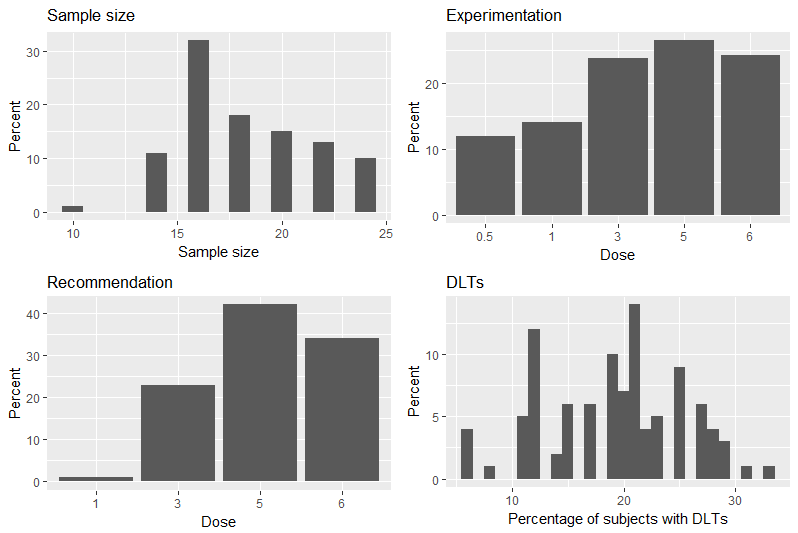 Sample size
Percent
30
20
10
0
10
15
20
25
Sample size
Experimentation
Percent
20
10
0
0.5
1
3
5
6
Dose
Recommendation
Percent
40
30
20
10
0
1
3
5
6
Dose
DLTs
Percent
10
5
0
10
20
30
Percentage of subjects with DLTs